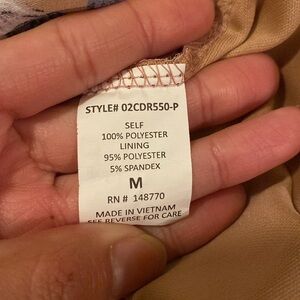 STYLE# 02CDR550-P
SELF
100% POLYESTER
LINING
95% POLYESTER
5% SPANDEX
M
RN # 148770
MADE IN VIETNAM
SEE REVERSE FOR CARE